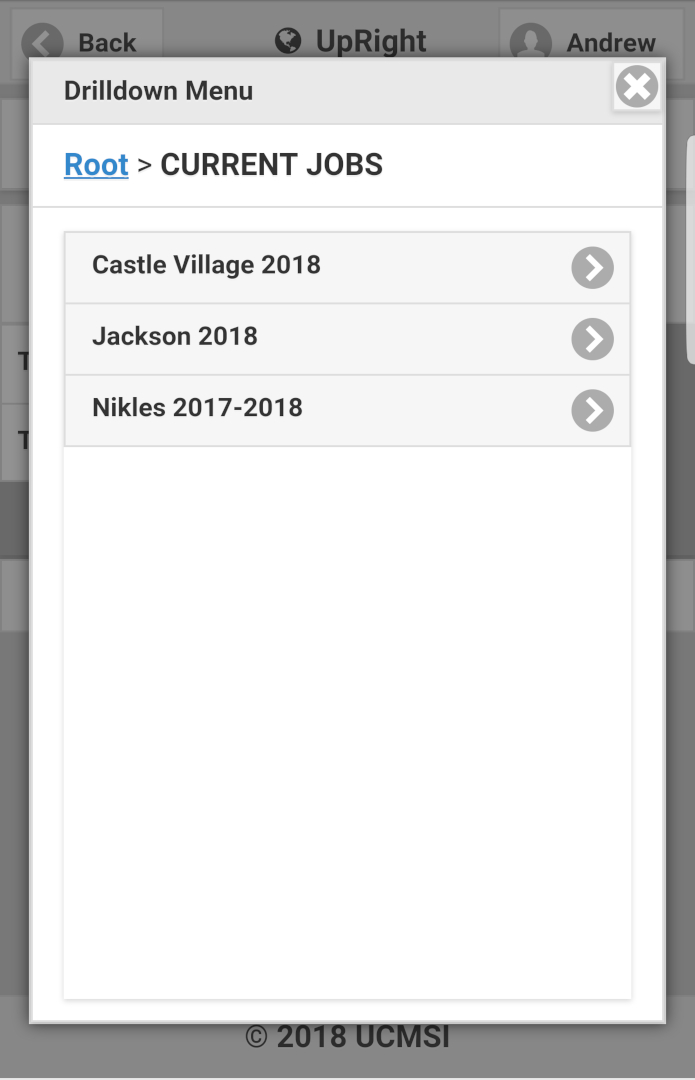 Back
UpRight
Andrew
Drilldown Menu
Root > CURRENT JOBS
Castle Village 2018
Jackson 2018
Nikles 2017-2018
T
T
© 2018 UCMSI